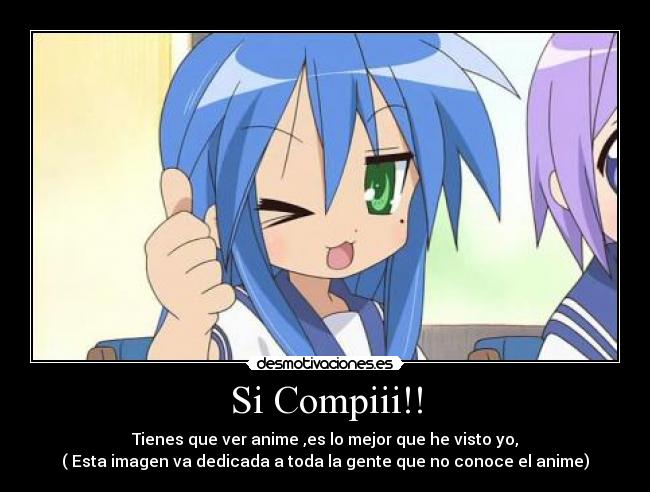 desmotivaciones.es
Si Compiii!!
Tienes que ver anime ,es lo mejor que he visto yo,
( Esta imagen va dedicada a toda la gente que no conoce el anime)